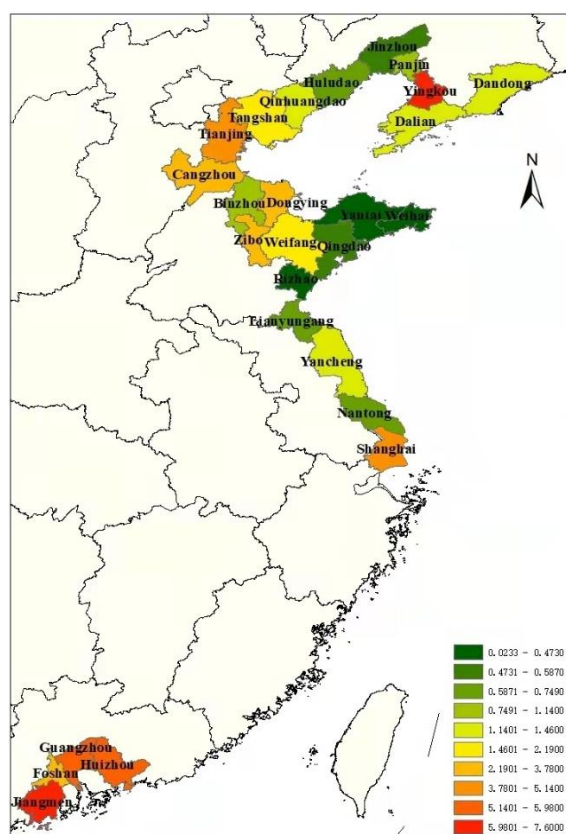 Jinzhou
Panjin
Huludao
Yingkou
Dandong
Qinhuangdao
Tangshan
Dalian
Tianjing
Cangzhou
N
Binzhou
Dongying
Yantai
Weihai
Zibo
Weifang
Qingdao
Rizhao
Lianyungang
Yancheng
Nantong
Shanghai
Guangzhou
Huizhou
Foshan
Jiangmen
0.0233 - 0.4730
0.4731 - 0.5870
0.5871 - 0.7490
0.7491 - 1.1400
1.1401 - 1.4600
1.4601 - 2.1900
2.1901 - 3.7800
3.7801 - 5.1400
5.1401 - 5.9800
5.9801 - 7.6000